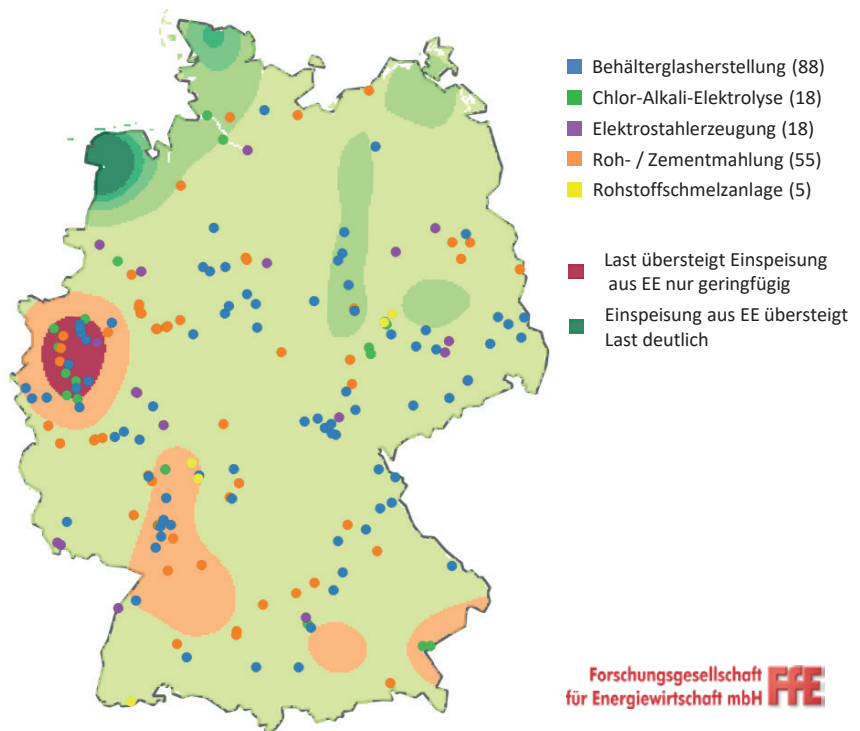 Behälterglasherstellung (88)
Chlor-Alkali-Elektrolyse (18)
Elektrostahlerzeugung (18)
Roh- / Zementmahlung (55)
Rohstoffschmelzanlage (5)
Last übersteigt Einspeisung
aus EE nur geringfügig
Einspeisung aus EE übersteigt
Last deutlich
Forschungsgesellschaft
für Energiewirtschaft mbH FfE